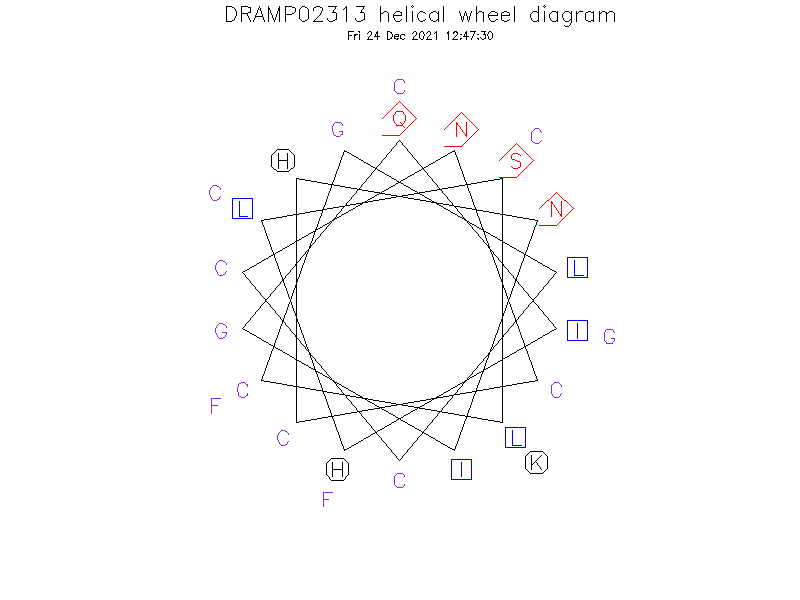 DRAMP02313 helical wheel diagram
Fri 24 Dec 2021 12:47:30
C
G Q N C
H S
C L N
C L
G I G
F C C
C L
H I K
F C